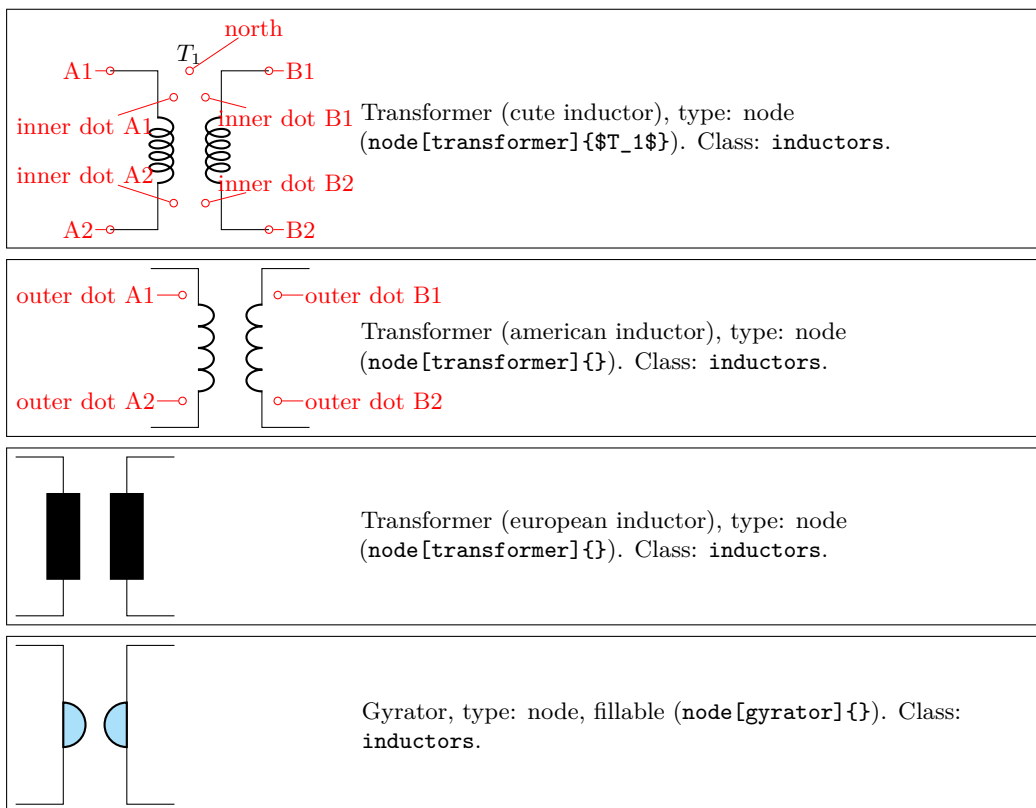 north
T1
A1
B1
inner dot A1
inner dot B1
Transformer (cute inductor), type: node
(node[transformer]{$T_1$}). Class: inductors.
inner dot A2
inner dot B2
A2
B2
outer dot A1
outer dot B1
Transformer (american inductor), type: node
(node[transformer]{}). Class: inductors.
outer dot A2
outer dot B2
Transformer (european inductor), type: node
(node[transformer]{}). Class: inductors.
Gyrator, type: node, fillable (node[gyrator]{}). Class:
inductors.